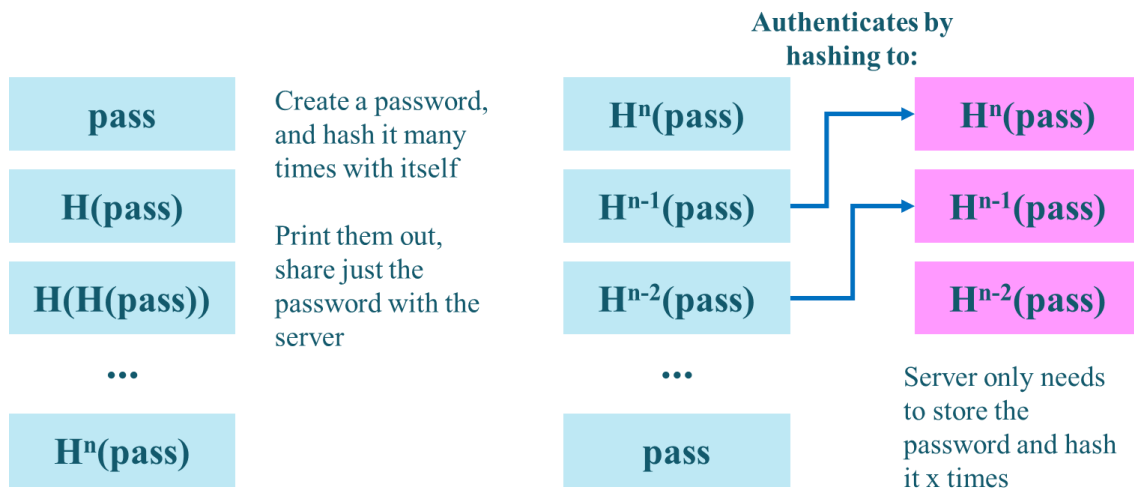 pass
H(pass)
H(H(pass))
...
Hⁿ(pass)
Create a password,
and hash it many
times with itself
Print them out,
share just the
password with the
server
Hⁿ(pass)
Hⁿ⁻¹(pass)
Hⁿ⁻²(pass)
...
pass
Authenticates by
hashing to:
Hⁿ(pass)
Hⁿ⁻¹(pass)
Hⁿ⁻²(pass)
Server only needs
to store the
password and hash
it x times